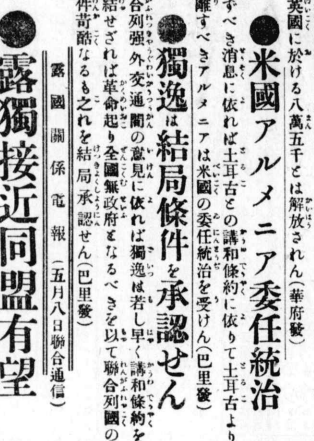 英國に於ける八萬五千とは解放されん(華府發)
●米國アルメニア委任統治
すべき消息に依れば土耳古との講和條約に依りて土耳古より
離すべきアルメニアは米國の委任統治を受けん(巴里發)
●獨逸は結局條件を承認せん
合列强外交通間の意見に依れば獨逸は若し早く講和條約を
結せざれば革命起り全國無政府となるべきを以て聯合列國の
件苛酷なるも之れを結局承認せん(巴里發)
露國關係電報(五月八日聯合通信)
●露獨接近同盟有望